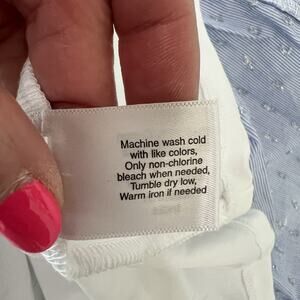 Machine wash cold
with like colors,
Only non-chlorine
bleach when needed,
Tumble dry low,
Warm iron if needed